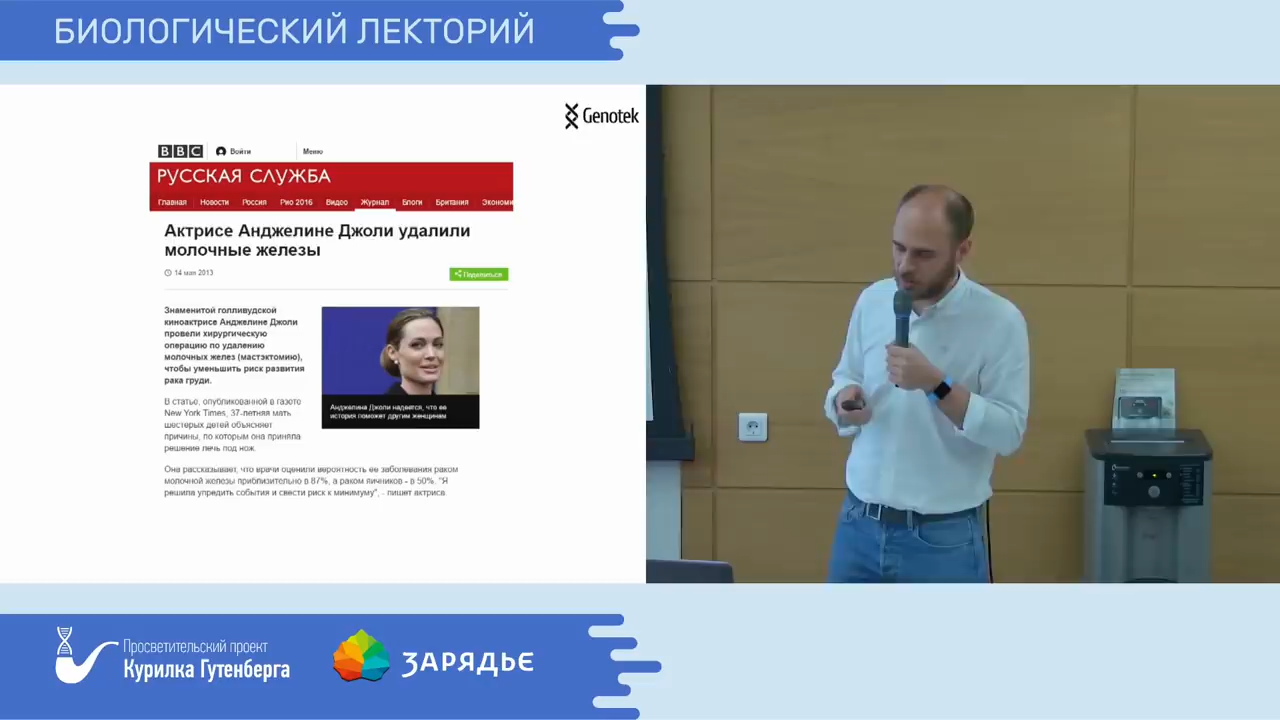 БИОЛОГИЧЕСКИЙ ЛЕКТОРИЙ
Genotek
BBC Войти Меню
РУССКАЯ СЛУЖБА
Главная Новости Россия Рио 2016 Видео Журнал Блоги Британия Экономи
Актрисе Анджелине Джоли удалили
молочные железы
14 мая 2013
Поделиться
Знаменитой голливудской
киноактрисе Анджелине Джоли
провели хирургическую
операцию по удалению
молочных желез (мастэктомию),
чтобы уменьшить риск развития
рака груди.
Анджелина Джоли надеется, что ее
история поможет другим женщинам
В статье, опубликованной в газете
New York Times, 37-летняя мать
шестерых детей объясняет
причины, по которым она приняла
решение лечь под нож.
Она рассказывает, что врачи оценили вероятность ее заболевания раком
молочной железы приблизительно в 87%, а раком яичников - в 50%. "Я
решила упредить события и свести риск к минимуму", - пишет актриса
Просветительский проект
Курилка Гутенберга
ЗАРЯДЬЕ